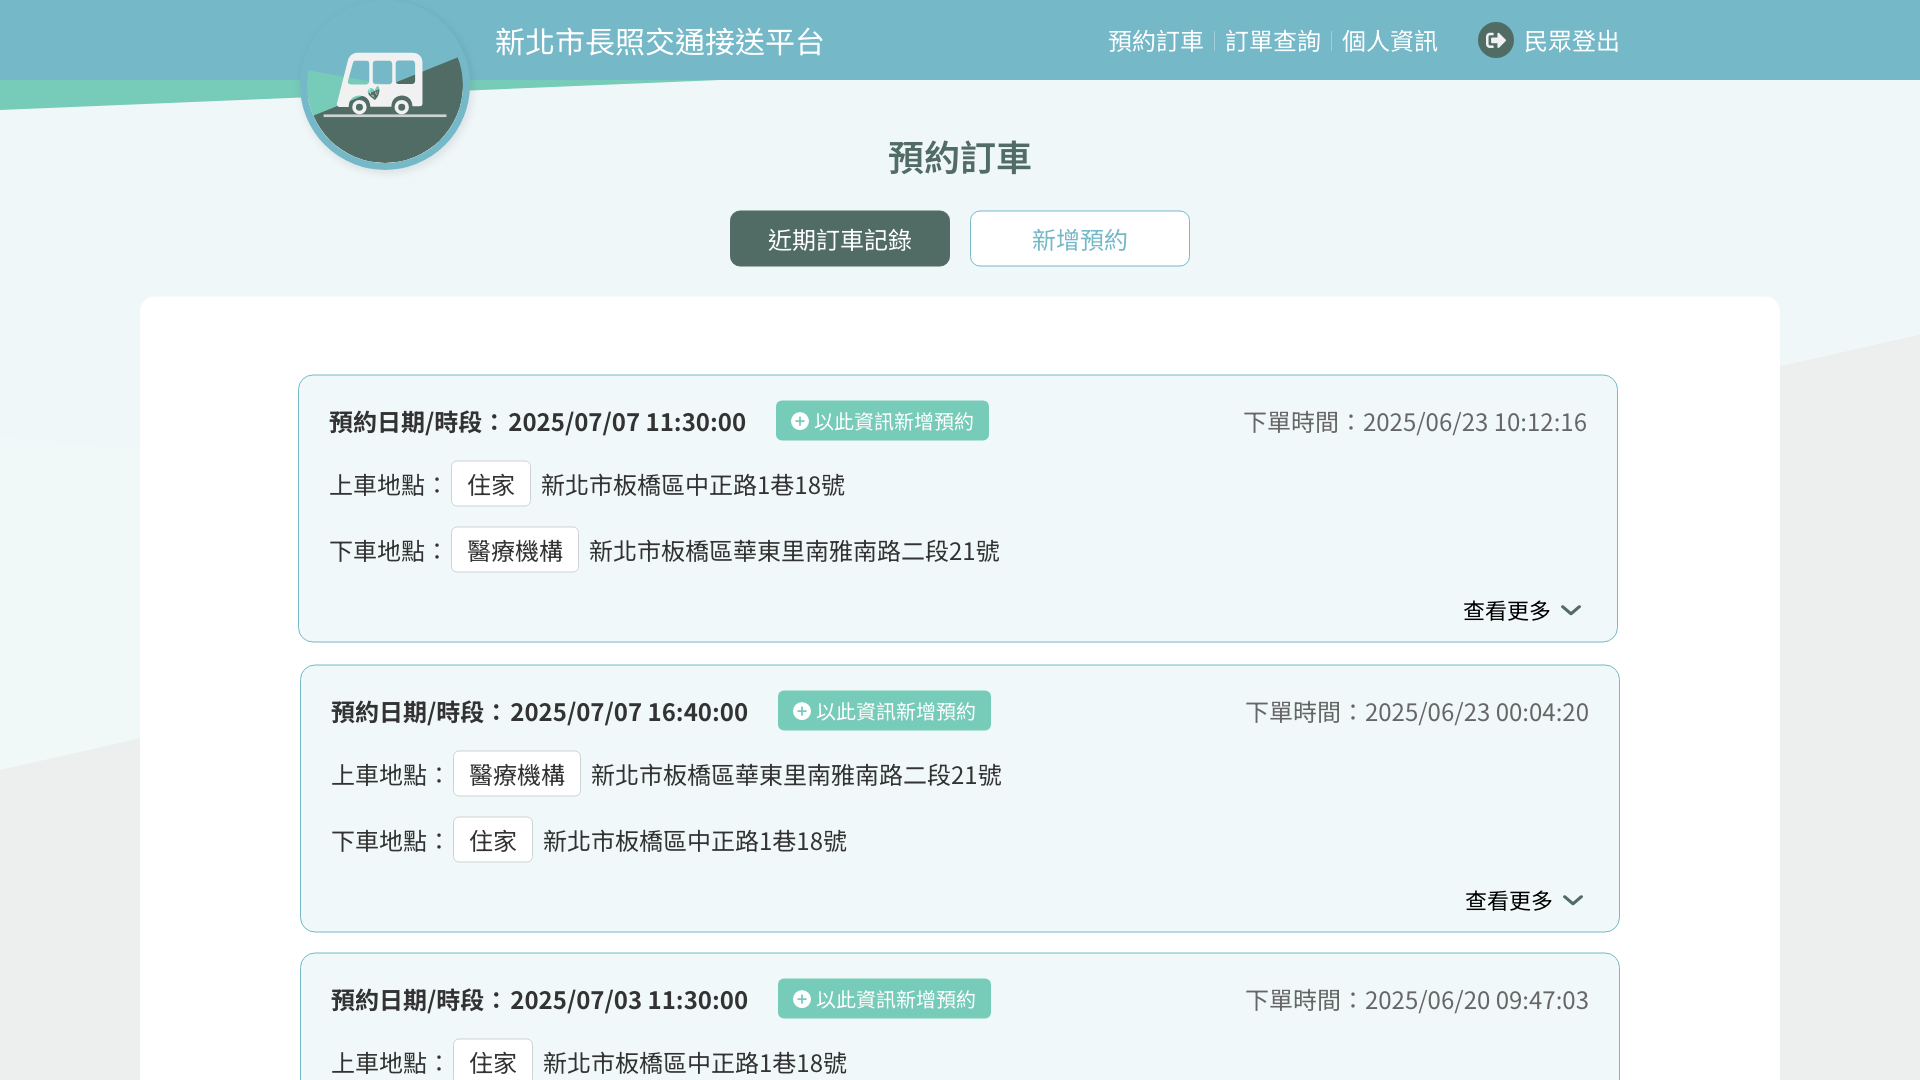 新北市長照交通接送平台
預約訂車 訂單查詢 個人資訊 民眾登出
預約訂車
近期訂車記錄 新增預約
預約日期/時段：2025/07/07 11:30:00 以此資訊新增預約 下單時間：2025/06/23 10:12:16
上車地點： 住家 新北市板橋區中正路1巷18號
下車地點： 醫療機構 新北市板橋區華東里南雅南路二段21號
查看更多
預約日期/時段：2025/07/07 16:40:00 以此資訊新增預約 下單時間：2025/06/23 00:04:20
上車地點： 醫療機構 新北市板橋區華東里南雅南路二段21號
下車地點： 住家 新北市板橋區中正路1巷18號
查看更多
預約日期/時段：2025/07/03 11:30:00 以此資訊新增預約 下單時間：2025/06/20 09:47:03
上車地點： 住家 新北市板橋區中正路1巷18號